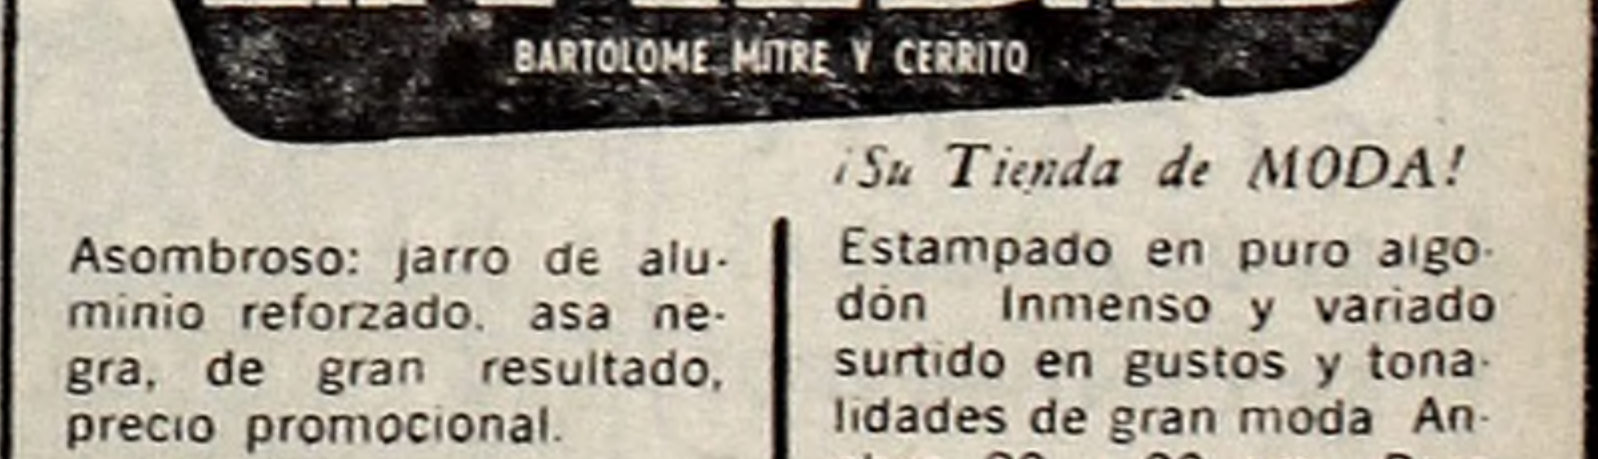 BARTOLOME MITRE Y CERRITO
¡Su Tienda de MODA!
Asombroso: jarro de alu-
minio reforzado, asa ne-
gra, de gran resultado,
precio promocional.
Estampado en puro algo-
dón Inmenso y variado
surtido en gustos y tona-
lidades de gran moda An-